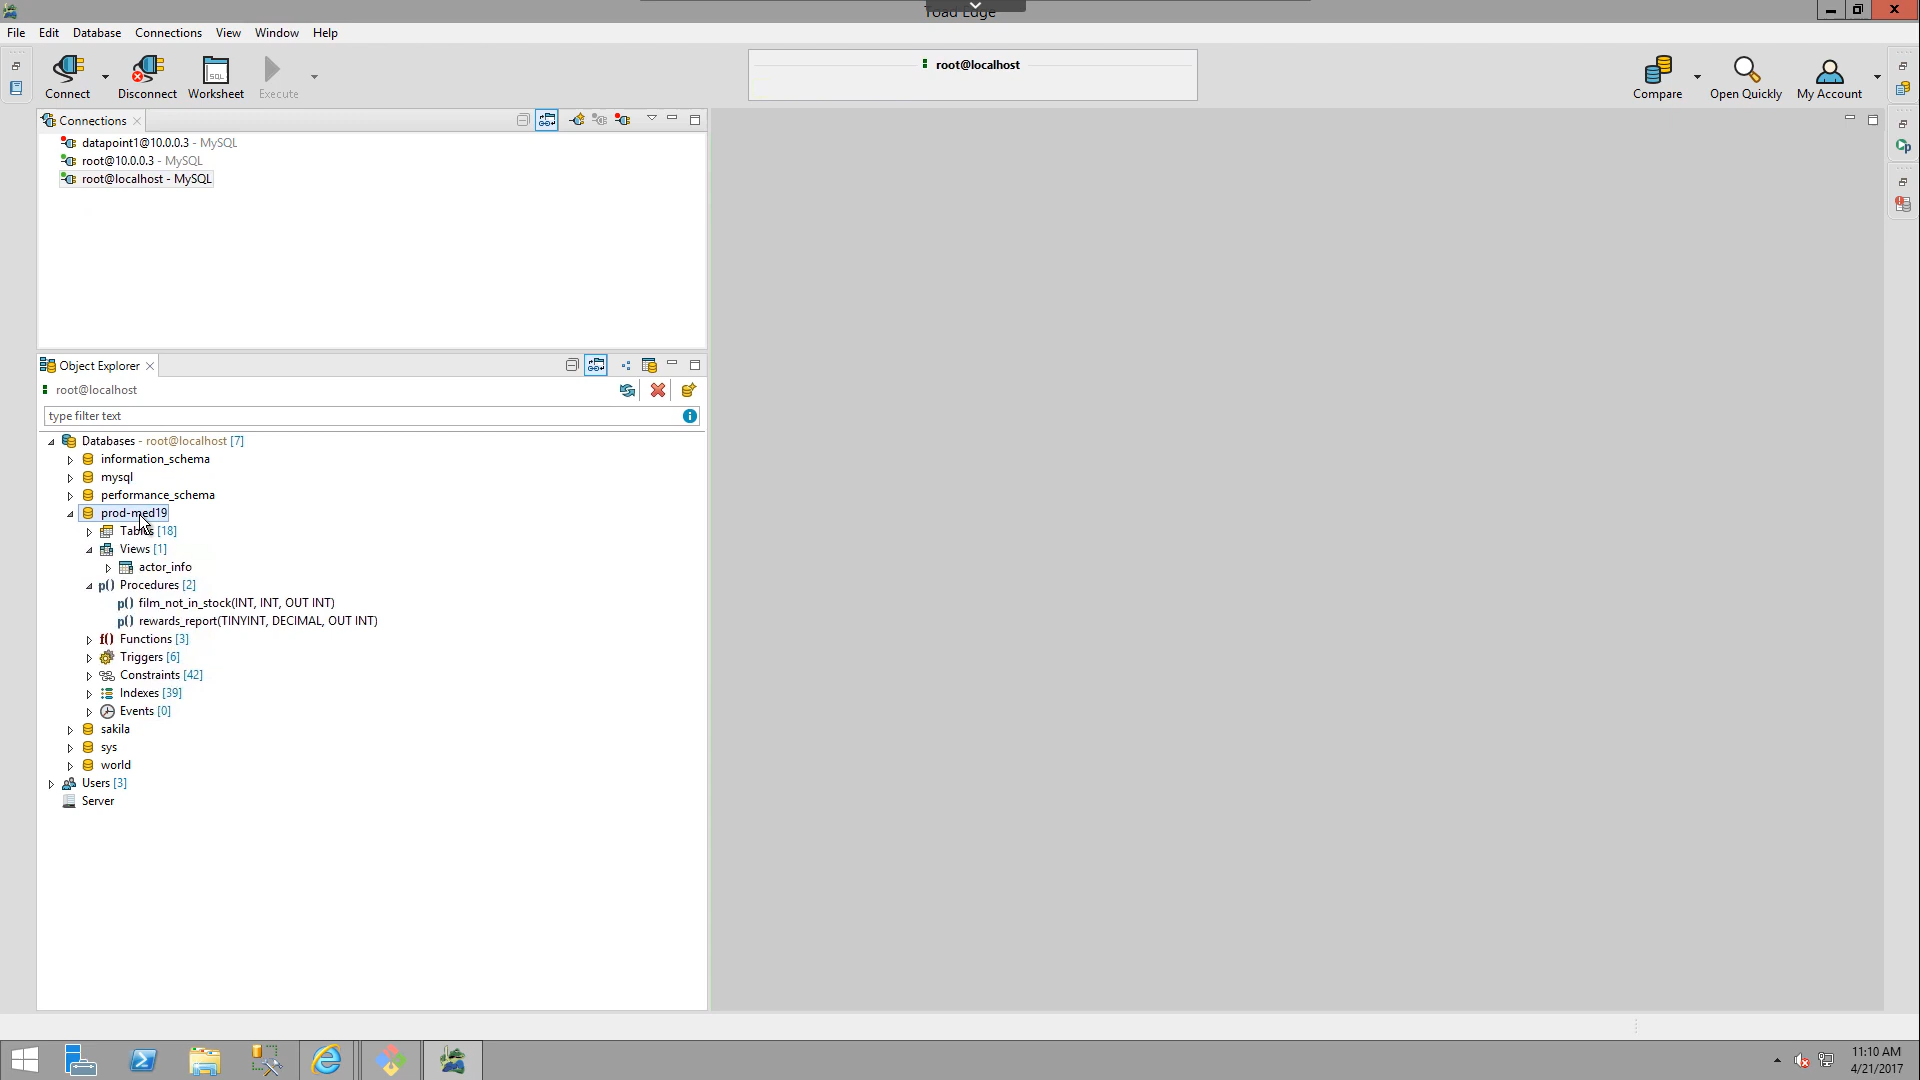 Toad Edge
File Edit Database Connections View Window Help
Connect
Disconnect
SQL
Worksheet
Execute
root@localhost
Compare
Open Quickly
My Account
Connections
datapoint1@10.0.0.3 - MySQL
root@10.0.0.3 - MySQL
root@localhost - MySQL
Object Explorer
root@localhost
type filter text
Databases - root@localhost [7]
information_schema
mysql
performance_schema
prod-med19
Tables [18]
Views [1]
actor_info
p() Procedures [2]
p() film_not_in_stock(INT, INT, OUT INT)
p() rewards_report(TINYINT, DECIMAL, OUT INT)
f() Functions [3]
Triggers [6]
Constraints [42]
Indexes [39]
Events [0]
sakila
sys
world
Users [3]
Server
11:10 AM
4/21/2017